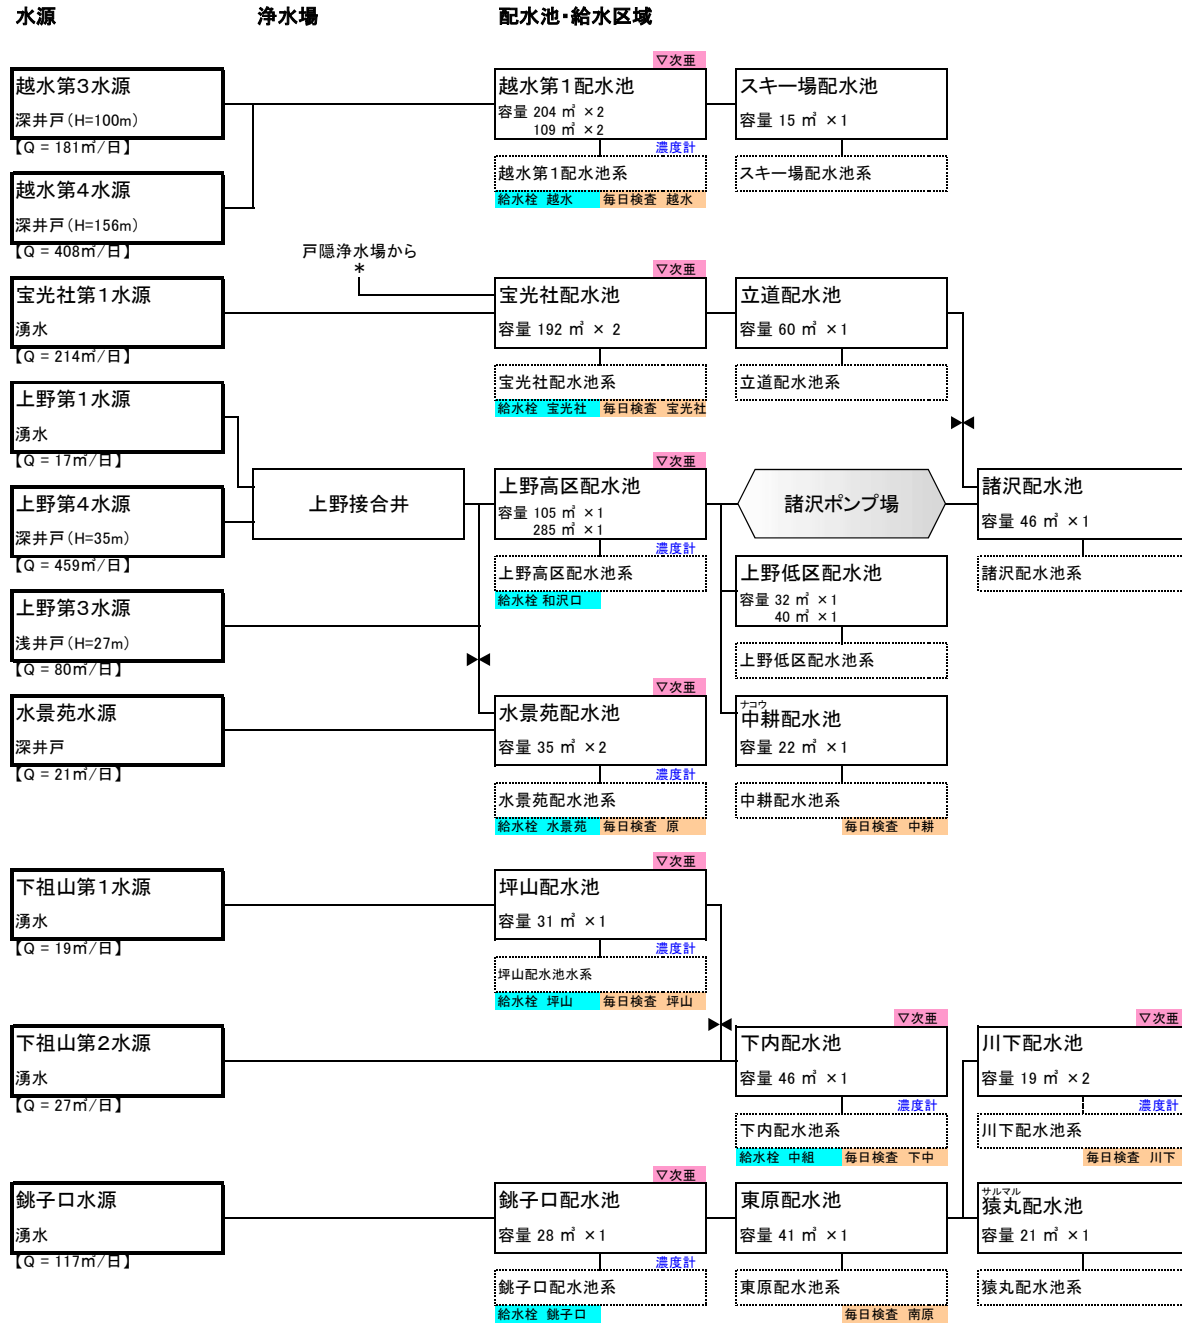 水源 浄水場 配水池・給水区域
▽次亜
越水第3水源
深井戸(H=100m)
【Q = 181㎥/日】
越水第1配水池
容量 204 ㎥ ×2
109 ㎥ ×2
濃度計
越水第1配水池系
給水栓 越水 毎日検査 越水
スキー場配水池
容量 15 ㎥ ×1
スキー場配水池系
越水第4水源
深井戸(H=156m)
【Q = 408㎥/日】
戸隠浄水場から
*
▽次亜
宝光社第1水源
湧水
【Q = 214㎥/日】
宝光社配水池
容量 192 ㎥ × 2
宝光社配水池系
給水栓 宝光社 毎日検査 宝光社
立道配水池
容量 60 ㎥ ×1
立道配水池系
上野第1水源
湧水
【Q = 17㎥/日】
上野第4水源
深井戸(H=35m)
【Q = 459㎥/日】
上野接合井
▽次亜
上野高区配水池
容量 105 ㎥ ×1
285 ㎥ ×1
濃度計
上野高区配水池系
給水栓 和沢口
諸沢ポンプ場
諸沢配水池
容量 46 ㎥ ×1
諸沢配水池系
上野低区配水池
容量 32 ㎥ ×1
40 ㎥ ×1
上野低区配水池系
上野第3水源
浅井戸(H=27m)
【Q = 80㎥/日】
▽次亜
水景苑水源
深井戸
【Q = 21㎥/日】
水景苑配水池
容量 35 ㎥ ×2
濃度計
水景苑配水池系
給水栓 水景苑 毎日検査 原
ナコウ
中耕配水池
容量 22 ㎥ ×1
中耕配水池系
毎日検査 中耕
▽次亜
下祖山第1水源
湧水
【Q = 19㎥/日】
坪山配水池
容量 31 ㎥ ×1
濃度計
坪山配水池水系
給水栓 坪山 毎日検査 坪山
下祖山第2水源
湧水
【Q = 27㎥/日】
▽次亜
下内配水池
容量 46 ㎥ ×1
濃度計
下内配水池系
給水栓 中組 毎日検査 下中
▽次亜
川下配水池
容量 19 ㎥ ×2
濃度計
川下配水池系
毎日検査 川下
▽次亜
銚子口水源
湧水
【Q = 117㎥/日】
銚子口配水池
容量 28 ㎥ ×1
濃度計
銚子口配水池系
給水栓 銚子口
東原配水池
容量 41 ㎥ ×1
東原配水池系
毎日検査 南原
サルマル
猿丸配水池
容量 21 ㎥ ×1
猿丸配水池系